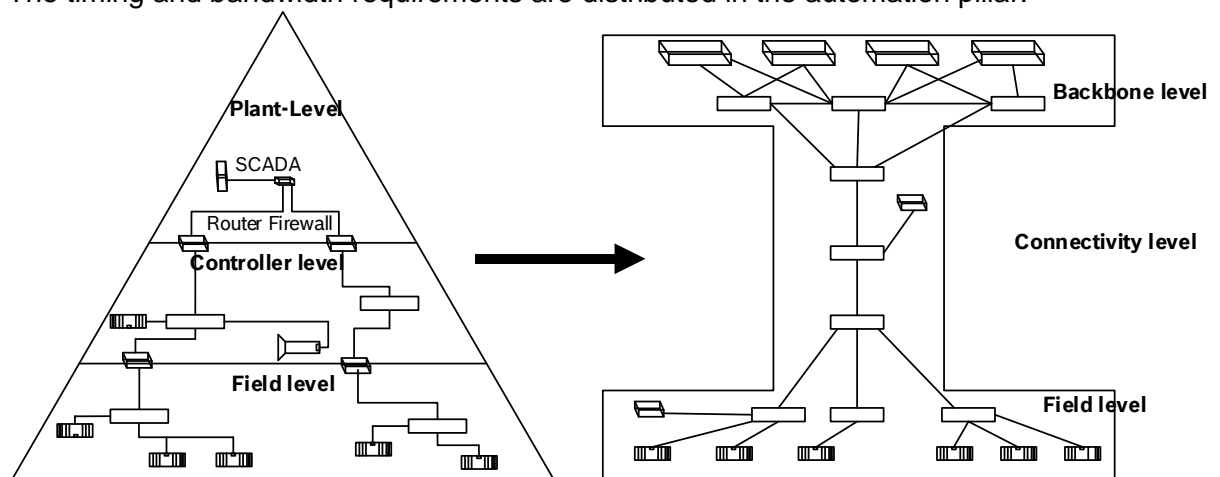 The timing and bandwidth requirements are distributed in the automation pillar.
Plant-Level
SCADA
Router Firewall
Controller level
Field level
Backbone level
Connectivity level
Field level